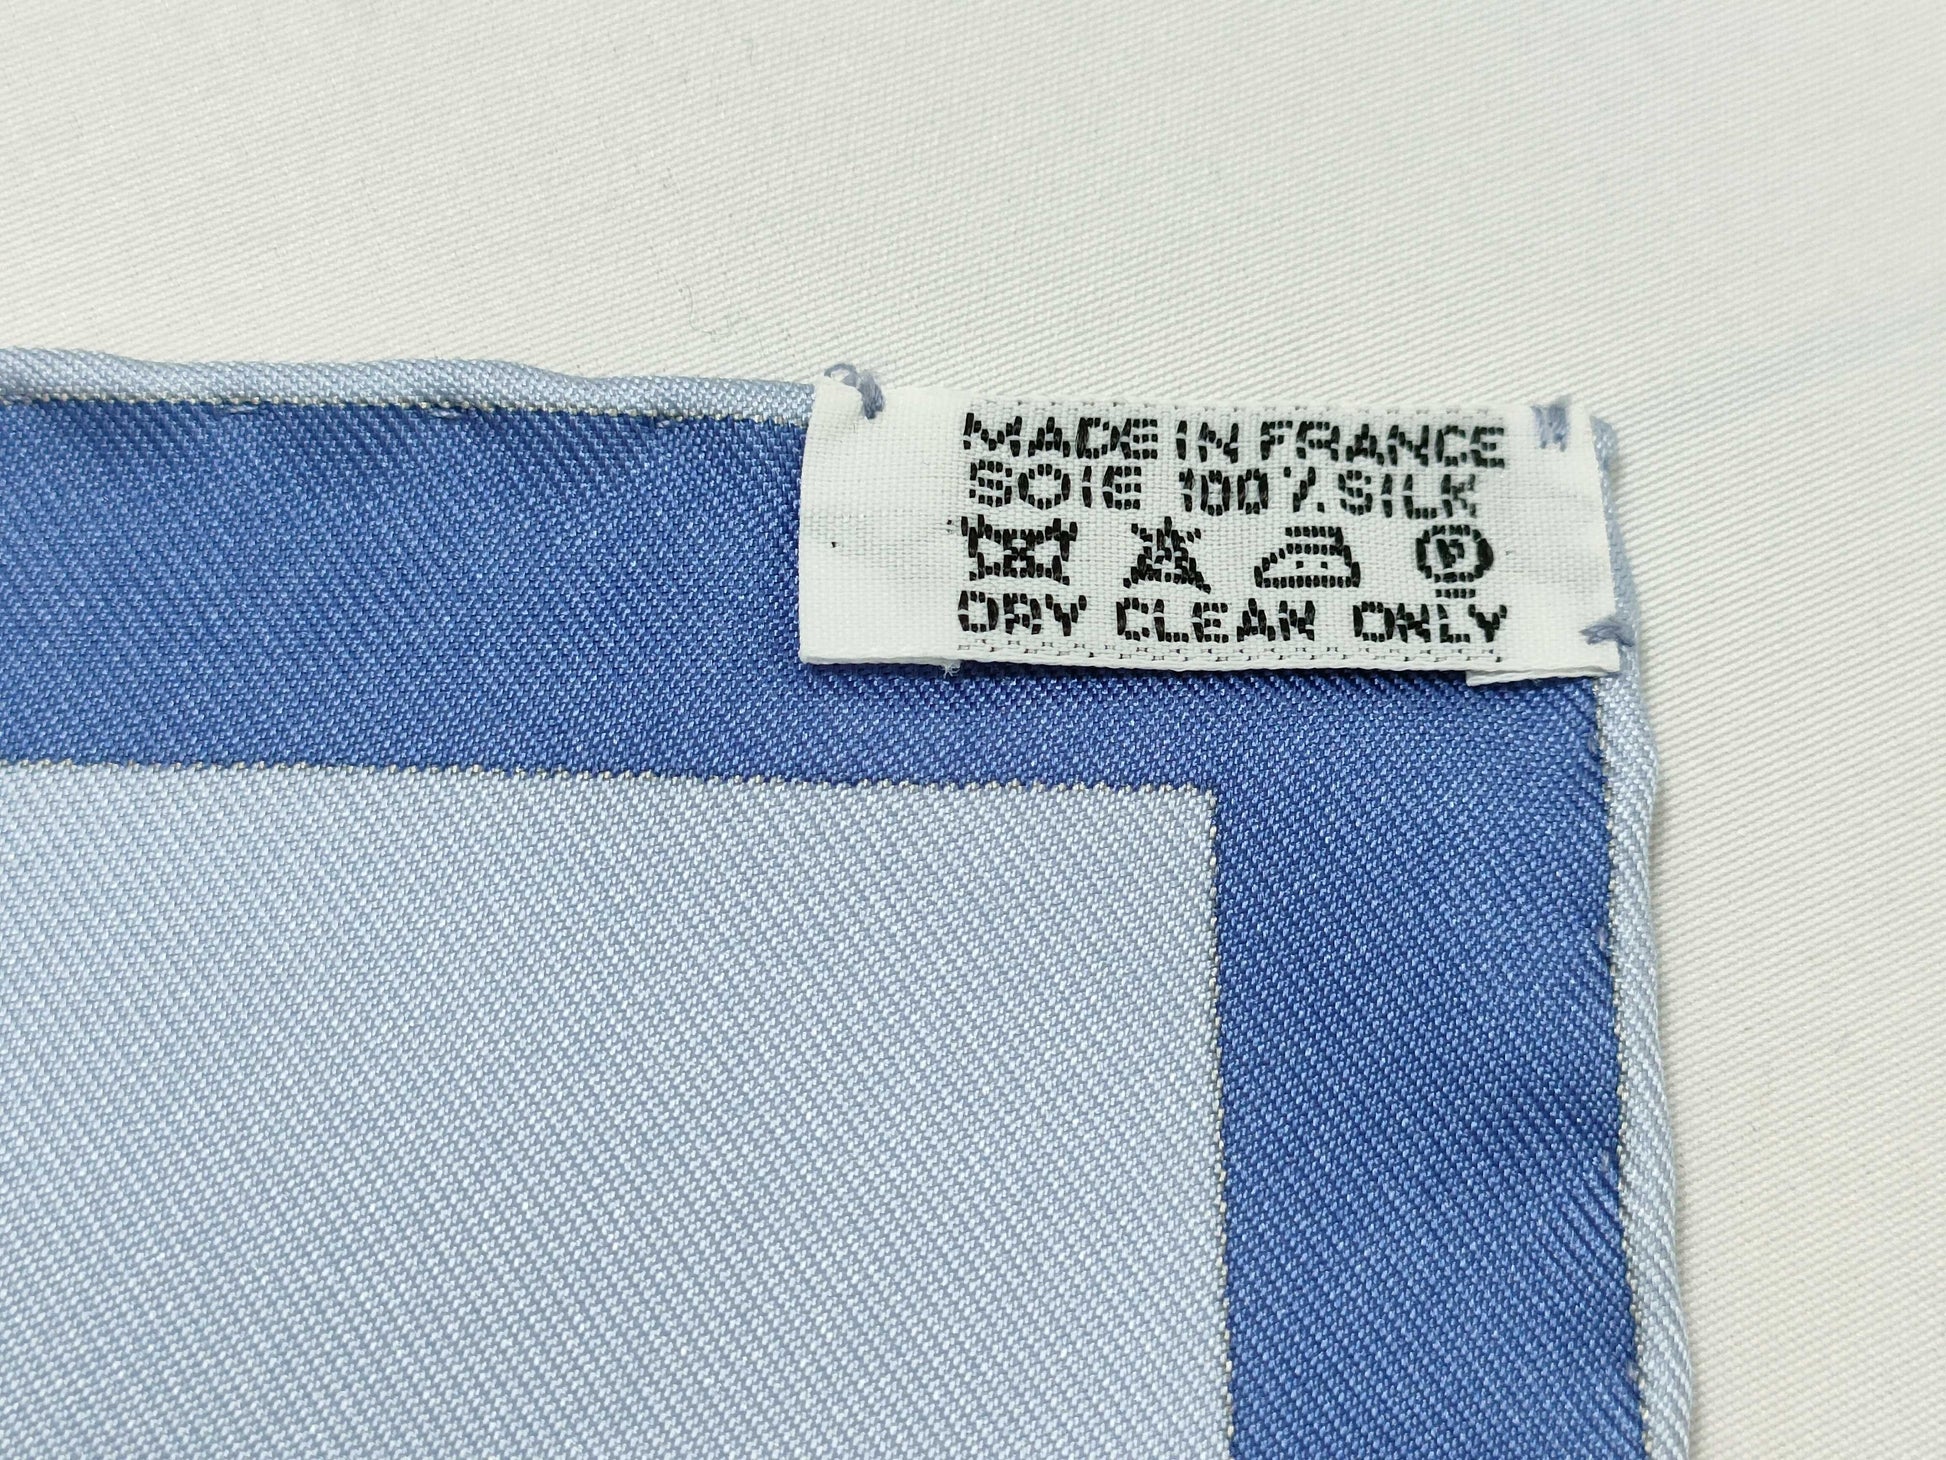 MADE IN FRANCE
SOIE 100% SILK
P
DRY CLEAN ONLY